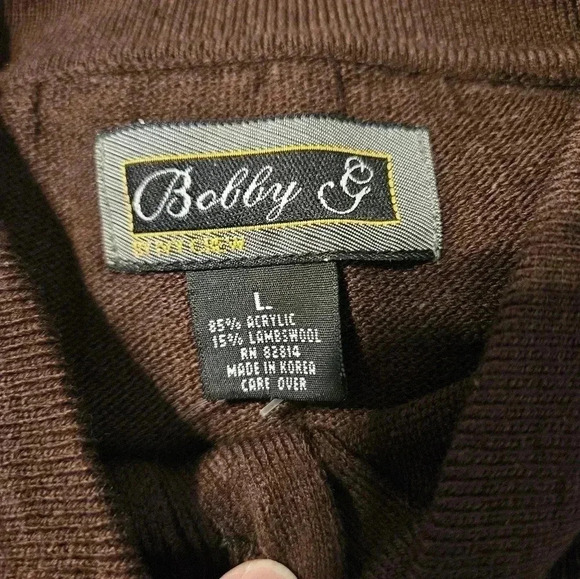 Bobby G
L
85% ACRYLIC
15% LAMBSWOOL
RN 82814
MADE IN KOREA
CARE OVER